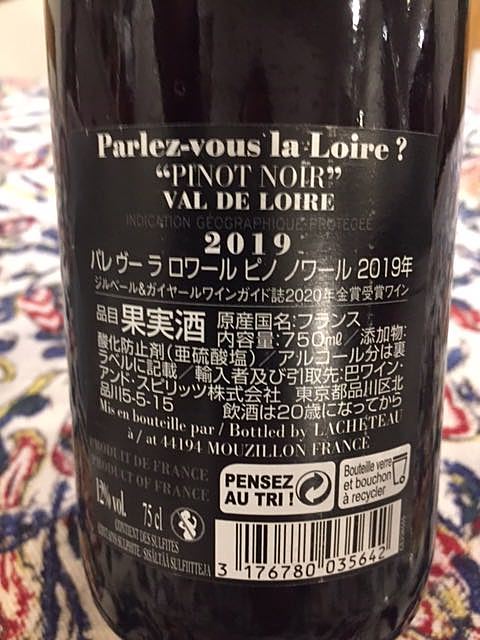 Parlez-vous la Loire ?
“PINOT NOIR”
VAL DE LOIRE
INDICATION GÉOGRAPHIQUE PROTÉGÉE
2019
パレ ヴー ラ ロワール ピノ ノワール 2019年
ジルベール&ガイヤールワインガイド誌2020年金賞受賞ワイン
品目 果実酒 原産国名:フランス
内容量:750㎖/添加物:
酸化防止剤(亜硫酸塩)/アルコール分は裏
ラベルに記載/輸入者及び引取先:巴ワイン・
アンド・スピリッツ株式会社 東京都品川区北
品川5-5-15 飲酒は20歳になってから
Mis en bouteille par / Bottled by LACHETEAU
à / at 44194 MOUZILLON FRANCE
PRODUIT DE FRANCE
PRODUCT OF FRANCE
12% vol. 75 cl
CONTIENT DES SULFITES
CONTAINS SULPHITE - SISÄLTÄÄ SULFIITTEJA
PENSEZ
AU TRI !
Bouteille verre
et bouchon
à recycler
3 176780 035642